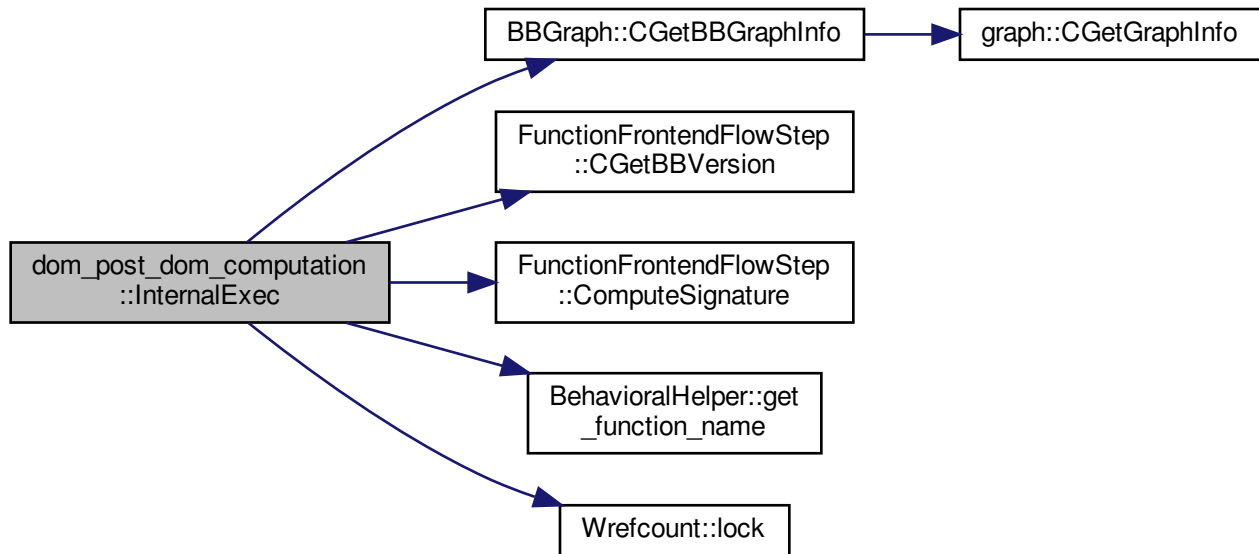 BBGraph::CGetBBGraphInfo
graph::CGetGraphInfo
FunctionFrontendFlowStep
::CGetBBVersion
dom_post_dom_computation
::InternalExec
FunctionFrontendFlowStep
::ComputeSignature
BehavioralHelper::get
_function_name
Wrefcount::lock